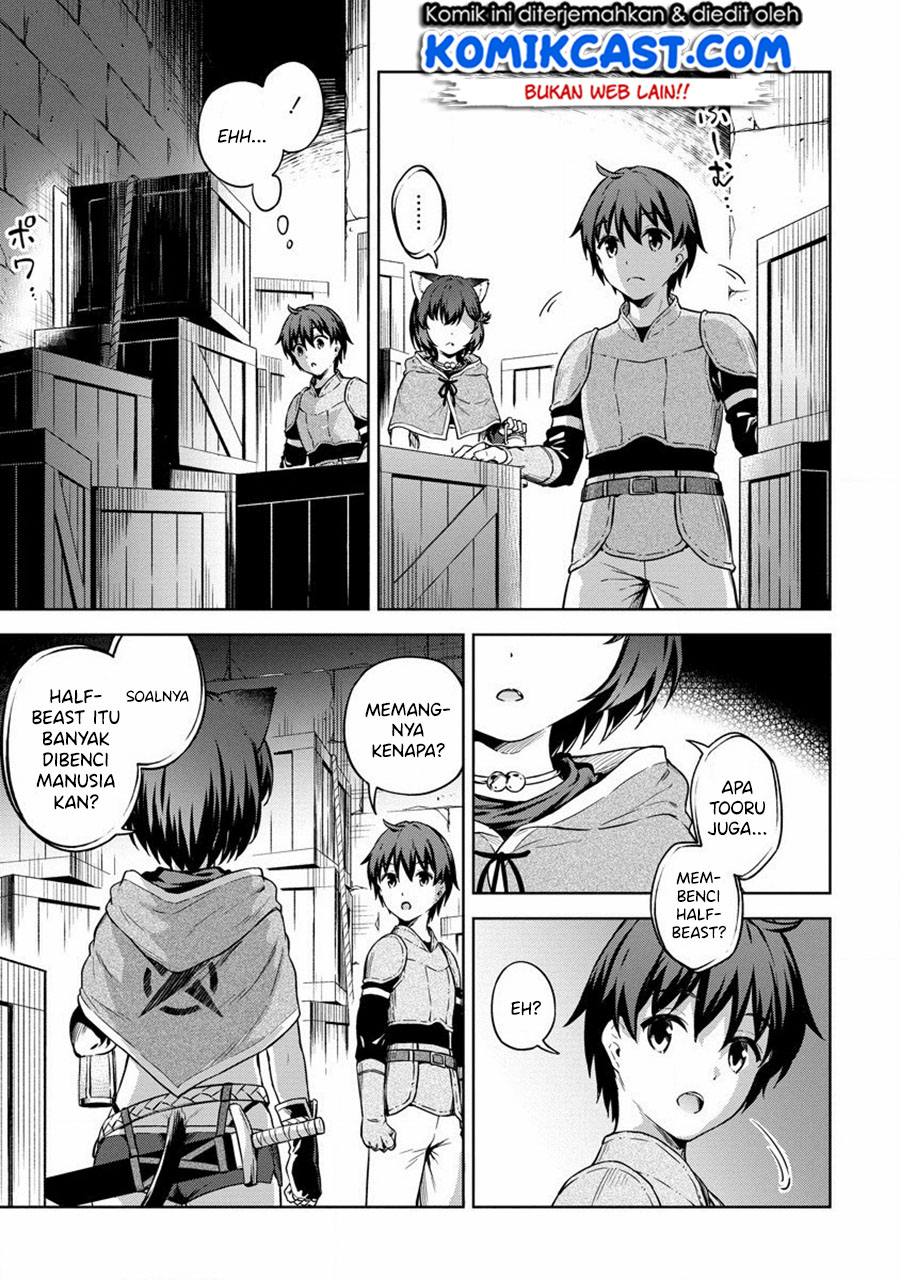 Komik ini diterjemahkan & diedit oleh
KOMIKCAST.COM
BUKAN WEB LAIN!!
ふーむ…
……
!
EHH...
ポワ…
APA
TOORU
JUGA...
MEM-
BENCI
HALF-
BEAST?
EH?
MEMANG-
NYA
KENAPA?
SOALNYA
HALF-
BEAST ITU
BANYAK
DIBENCI
MANUSIA
KAN?